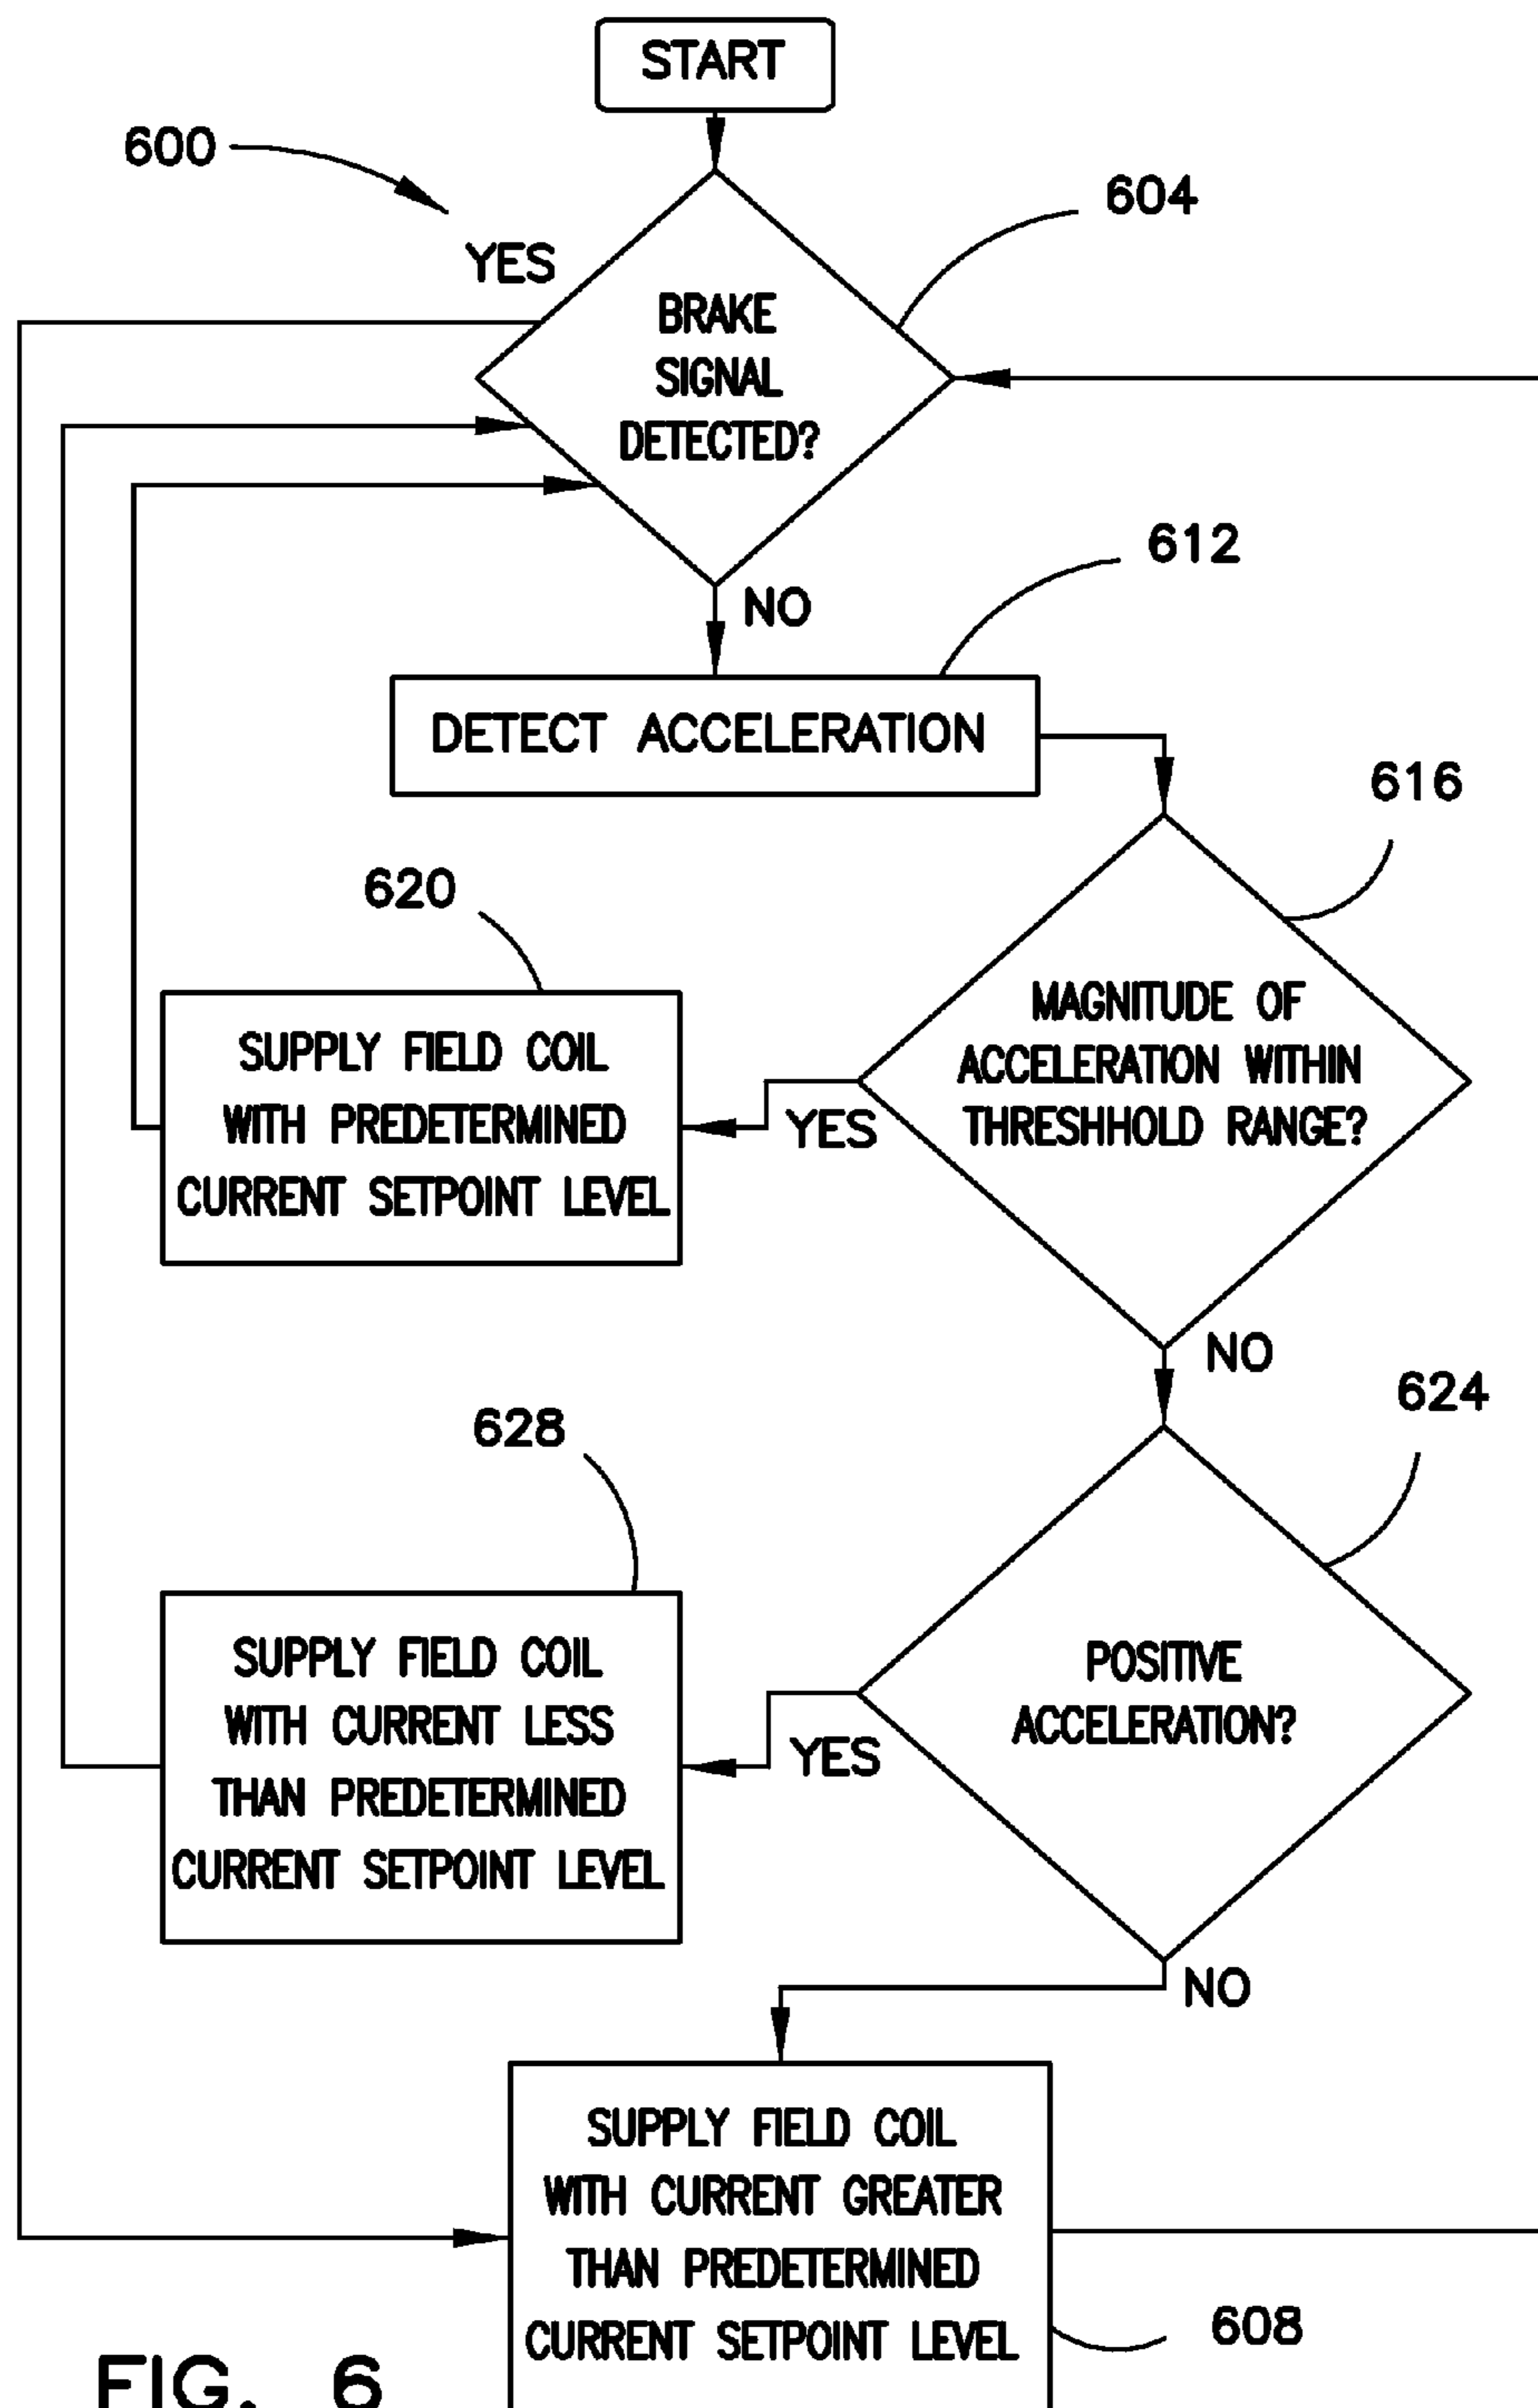 START
600
604
YES
BRAKE
SIGNAL
DETECTED?
612
NO
DETECT ACCELERATION
616
620
MAGNITUDE OF
ACCELERATION WITHIN
THRESHHOLD RANGE?
SUPPLY FIELD COIL
WITH PREDETERMINED
CURRENT SETPOINT LEVEL
YES
NO
624
628
POSITIVE
ACCELERATION?
SUPPLY FIELD COIL
WITH CURRENT LESS
THAN PREDETERMINED
CURRENT SETPOINT LEVEL
YES
NO
SUPPLY FIELD COIL
WITH CURRENT GREATER
THAN PREDETERMINED
CURRENT SETPOINT LEVEL
608
FIG. 6